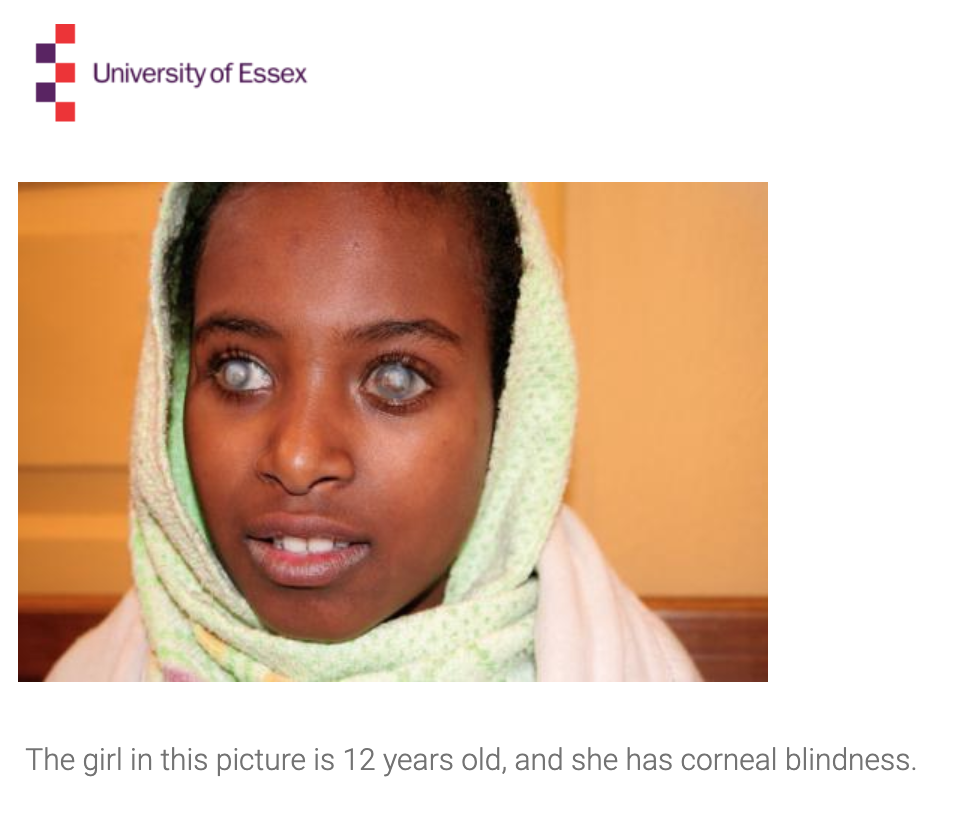 University of Essex
The girl in this picture is 12 years old, and she has corneal blindness.